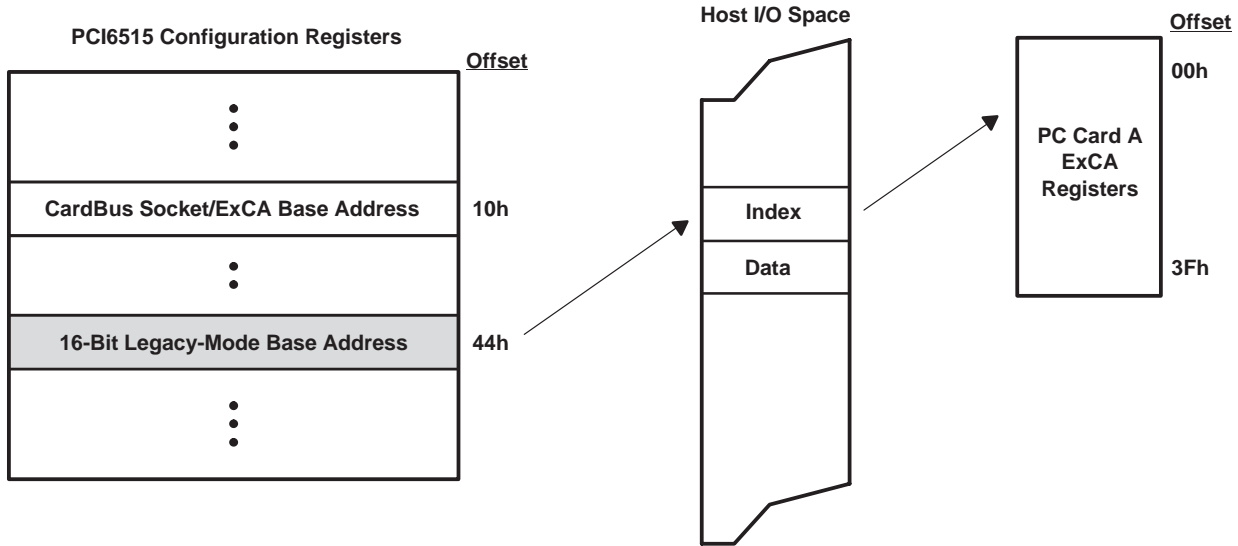 PCI6515 Configuration Registers
Offset
CardBus Socket/ExCA Base Address
10h
16-Bit Legacy-Mode Base Address
44h
Host I/O Space
Index
Data
Offset
00h
PC Card A
ExCA
Registers
3Fh